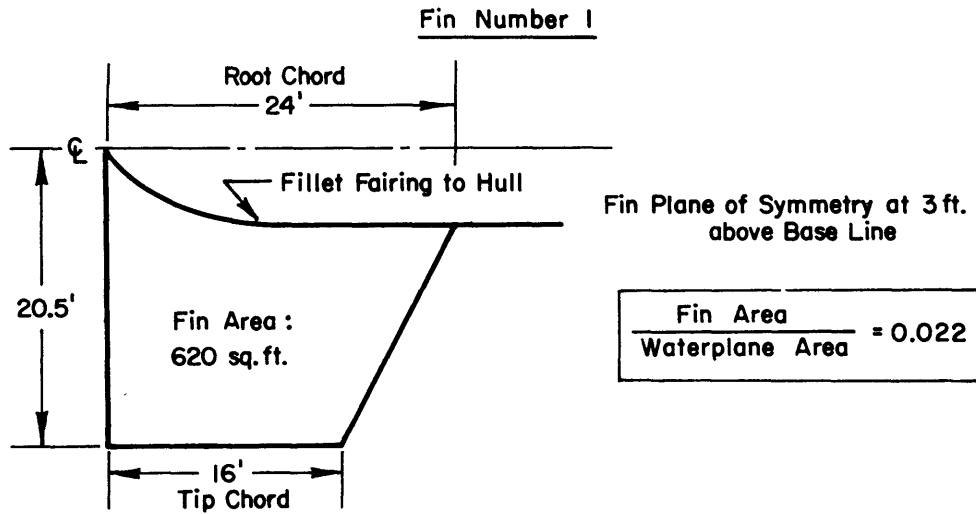 Fin Number 1
Root Chord
24'
℄
Fillet Fairing to Hull
Fin Plane of Symmetry at 3 ft.
above Base Line
20.5'
Fin Area :
620 sq. ft.
Fin Area
Waterplane Area
= 0.022
16'
Tip Chord